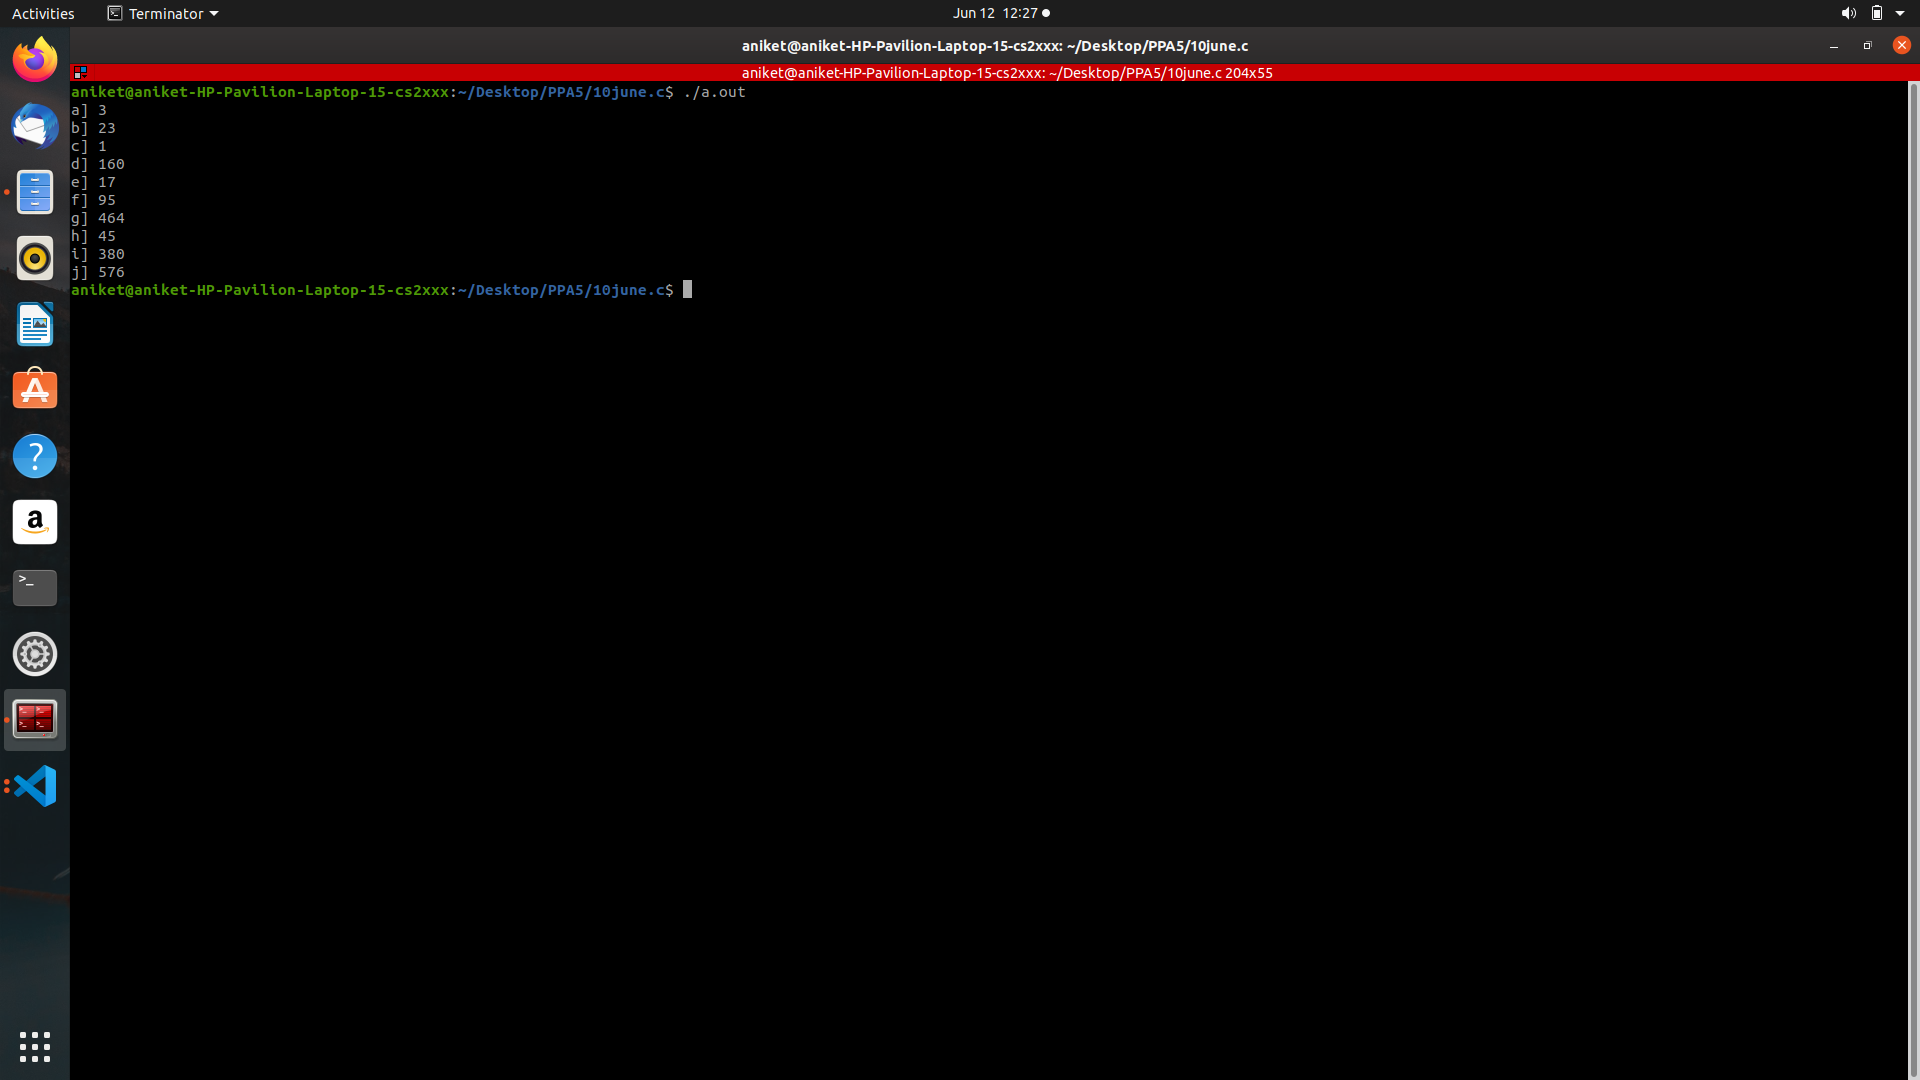 Activities Terminator Jun 12 12:27
aniket@aniket-HP-Pavilion-Laptop-15-cs2xxx: ~/Desktop/PPA5/10june.c
aniket@aniket-HP-Pavilion-Laptop-15-cs2xxx: ~/Desktop/PPA5/10june.c 204x55
aniket@aniket-HP-Pavilion-Laptop-15-cs2xxx:~/Desktop/PPA5/10june.c$ ./a.out
a] 3
b] 23
c] 1
d] 160
e] 17
f] 95
g] 464
h] 45
i] 380
j] 576
aniket@aniket-HP-Pavilion-Laptop-15-cs2xxx:~/Desktop/PPA5/10june.c$